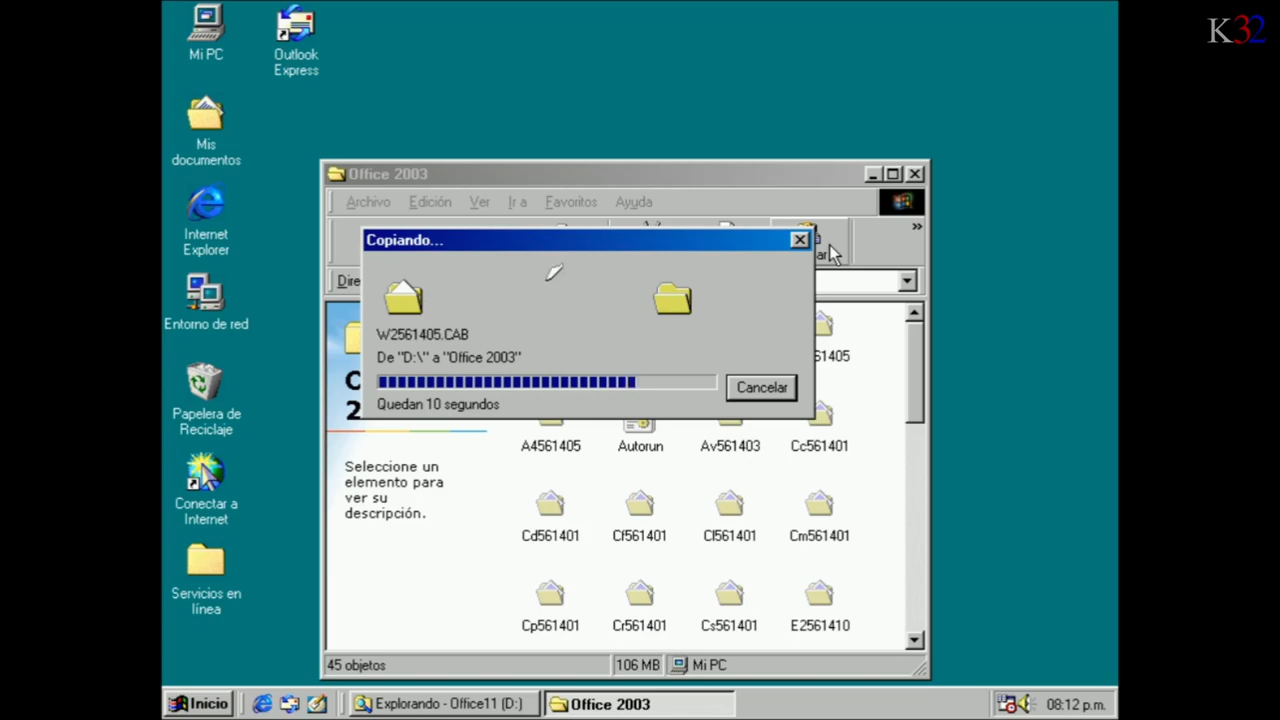 K32
Mi PC
Outlook
Express
Mis
documentos
Internet
Explorer
Entorno de red
Papelera de
Reciclaje
Conectar a
Internet
Servicios en
línea
Office 2003
Archivo Edición Ver Ir a Favoritos Ayuda
»
Copiando...
W2561405.CAB
De "D:\" a "Office 2003"
Cancelar
Quedan 10 segundos
Seleccione un
elemento para
ver su
descripción.
A4561405 Autorun Av561403 Cc561401
Cd561401 Cf561401 Cl561401 Cm561401
Cp561401 Cr561401 Cs561401 E2561410
45 objetos 106 MB Mi PC
Inicio Explorando - Office11 (D:) Office 2003 08:12 p.m.